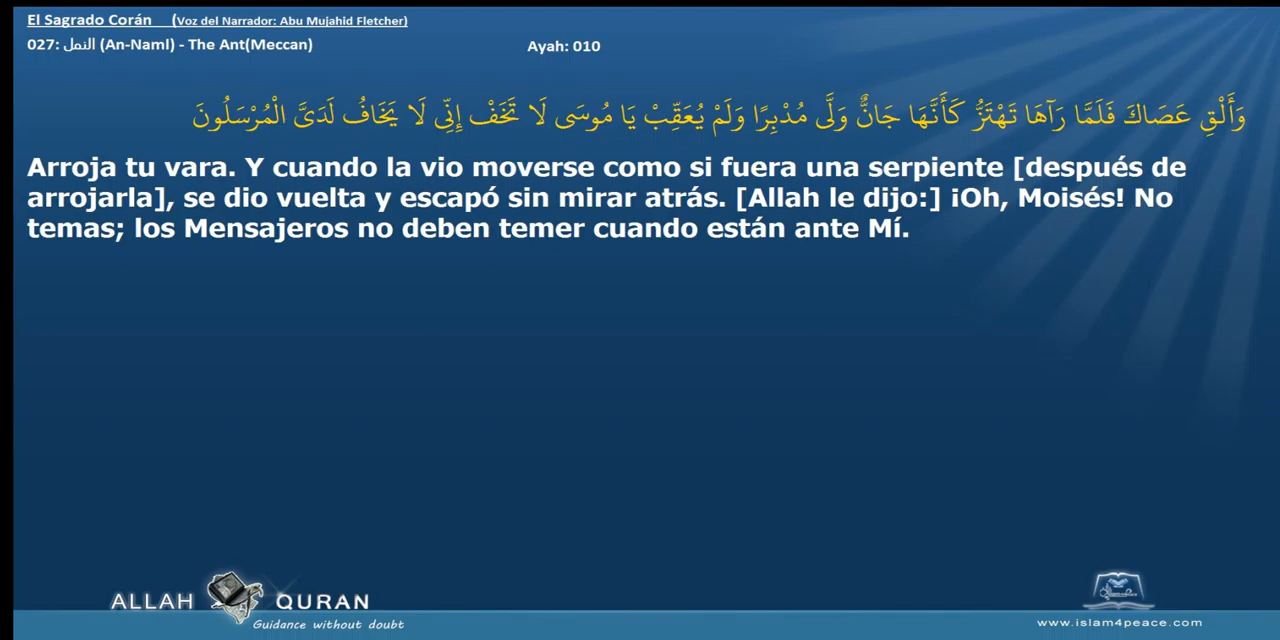 El Sagrado Corán (Voz del Narrador: Abu Mujahid Fletcher)
027: النمل (An-Naml) - The Ant(Meccan) Ayah: 010
وَأَلْقِ عَصَاكَ فَلَمَّا رَآهَا تَهْتَزُّ كَأَنَّهَا جَانٌّ وَلَّى مُدْبِرًا وَلَمْ يُعَقِّبْ يَا مُوسَى لَا تَخَفْ إِنِّي لَا يَخَافُ لَدَيَّ الْمُرْسَلُونَ
Arroja tu vara. Y cuando la vio moverse como si fuera una serpiente [después de
arrojarla], se dio vuelta y escapó sin mirar atrás. [Allah le dijo:] ¡Oh, Moisés! No
temas; los Mensajeros no deben temer cuando están ante Mí.
ALLAH QURAN
Guidance without doubt
www.islam4peace.com